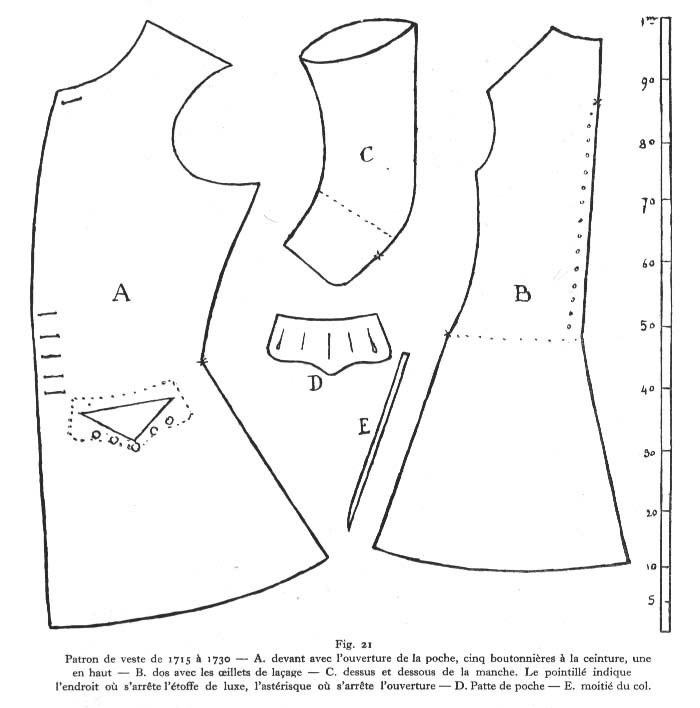 1m
90
80
70
60
50
40
30
20
10
5
A
B
C
D
E
Fig. 21
Patron de veste de 1715 à 1730 — A. devant avec l'ouverture de la poche, cinq boutonnières à la ceinture, une
en haut — B. dos avec les œillets de laçage — C. dessus et dessous de la manche. Le pointillé indique
l'endroit où s'arrête l'étoffe de luxe, l'astérisque où s'arrête l'ouverture — D. Patte de poche — E. moitié du col.